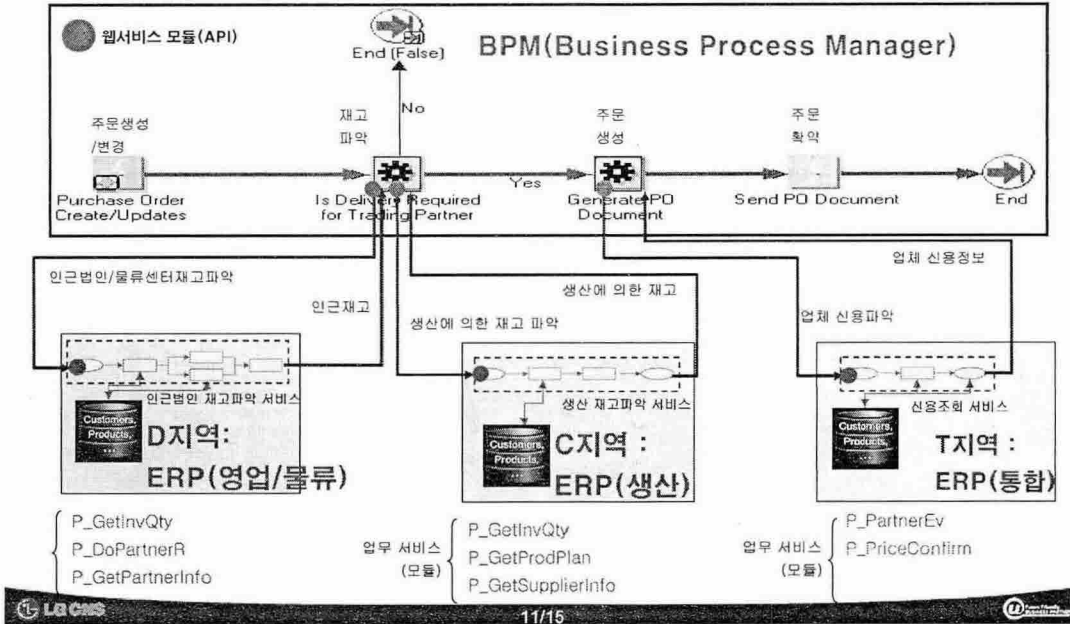 웹서비스 모듈(API)
End (False)
BPM(Business Process Manager)
No
주문생성
/변경
재고
파악
주문
생성
주문
확약
Yes
Purchase Order
Create/Updates
Is Delivery Required
for Trading Partner
Generate PO
Document
Send PO Document
End
인근법인/물류센터재고파악
인근재고
생산에 의한 재고
생산에 의한 재고 파악
업체 신용정보
업체 신용파악
인근법인 재고파악 서비스
Customers,
Products,
...
D지역:
ERP(영업/물류)
생산 재고파악 서비스
Customers,
Products,
...
C지역 :
ERP(생산)
신용조회 서비스
Customers,
Products,
...
T지역 :
ERP(통합)
P_GetInvQty
P_DoPartnerR
P_GetPartnerInfo
업무 서비스
(모듈)
P_GetInvQty
P_GetProdPlan
P_GetSupplierInfo
업무 서비스
(모듈)
P_PartnerEv
P_PriceConfirm
LG CNS
11/15